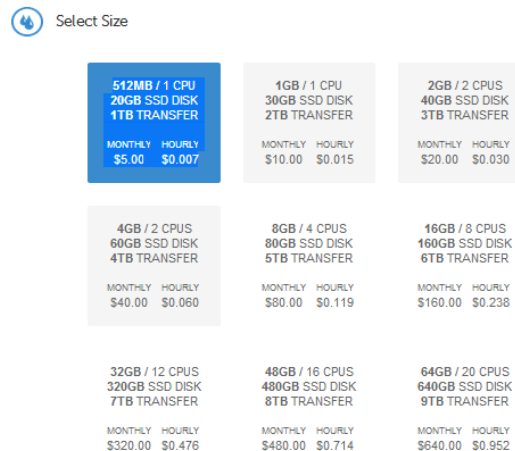 Select Size
512MB / 1 CPU
20GB SSD DISK
1TB TRANSFER
MONTHLY HOURLY
$5.00 $0.007
1GB / 1 CPU
30GB SSD DISK
2TB TRANSFER
MONTHLY HOURLY
$10.00 $0.015
2GB / 2 CPUS
40GB SSD DISK
3TB TRANSFER
MONTHLY HOURLY
$20.00 $0.030
4GB / 2 CPUS
60GB SSD DISK
4TB TRANSFER
MONTHLY HOURLY
$40.00 $0.060
8GB / 4 CPUS
80GB SSD DISK
5TB TRANSFER
MONTHLY HOURLY
$80.00 $0.119
16GB / 8 CPUS
160GB SSD DISK
6TB TRANSFER
MONTHLY HOURLY
$160.00 $0.238
32GB / 12 CPUS
320GB SSD DISK
7TB TRANSFER
MONTHLY HOURLY
$320.00 $0.476
48GB / 16 CPUS
480GB SSD DISK
8TB TRANSFER
MONTHLY HOURLY
$480.00 $0.714
64GB / 20 CPUS
640GB SSD DISK
9TB TRANSFER
MONTHLY HOURLY
$640.00 $0.952